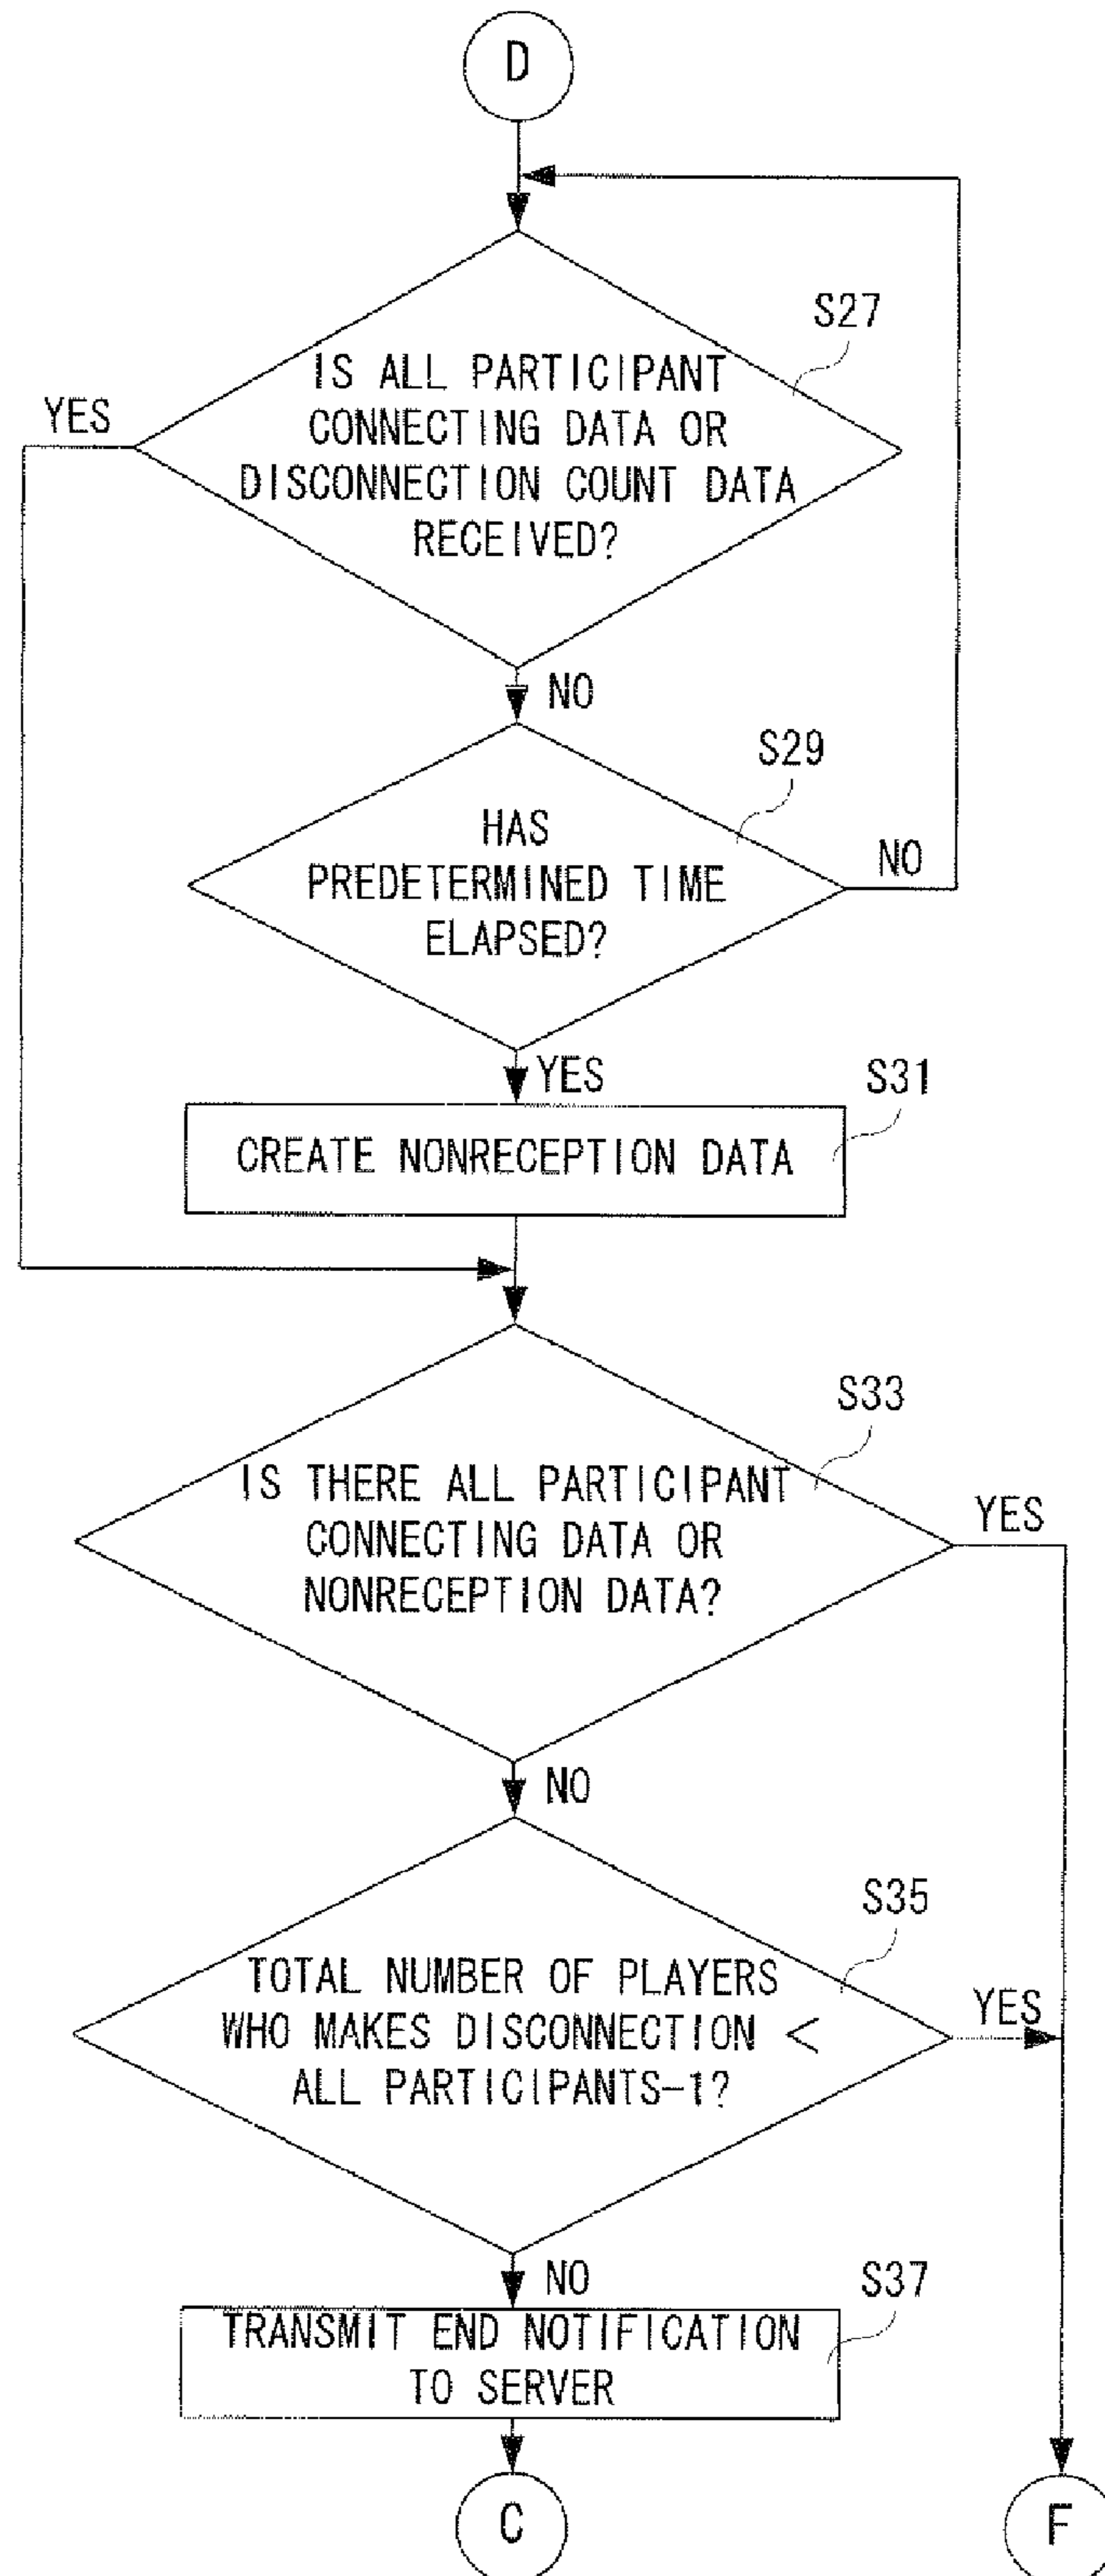 D
S27
IS ALL PARTICIPANT
CONNECTING DATA OR
DISCONNECTION COUNT DATA
RECEIVED?
YES
NO
S29
HAS
PREDETERMINED TIME
ELAPSED?
NO
YES
S31
CREATE NONRECEPTION DATA
S33
IS THERE ALL PARTICIPANT
CONNECTING DATA OR
NONRECEPTION DATA?
YES
NO
S35
TOTAL NUMBER OF PLAYERS
WHO MAKES DISCONNECTION <
ALL PARTICIPANTS-1?
YES
NO
S37
TRANSMIT END NOTIFICATION
TO SERVER
C
F